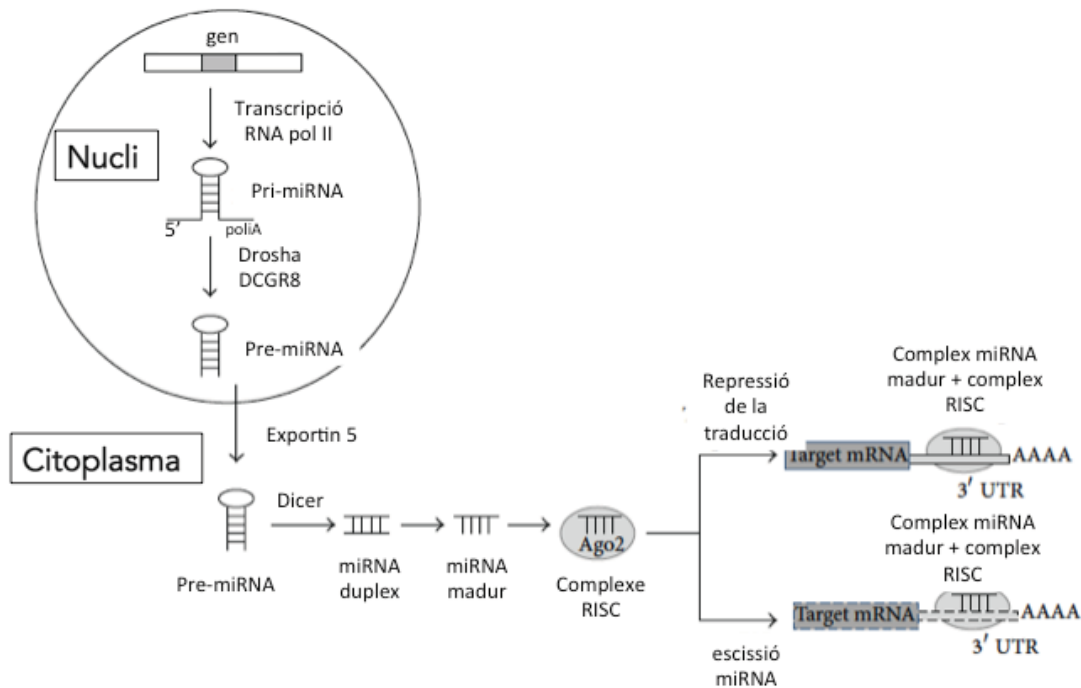 gen
Transcripció
RNA pol II
Nucli
Pri-miRNA
5'
poliA
Drosha
DCGR8
Pre-miRNA
Exportin 5
Citoplasma
Dicer
Pre-miRNA
miRNA
duplex
miRNA
madur
Ago2
Complexe
RISC
Repressió
de la
traducció
Complex miRNA
madur + complex
RISC
Target mRNA
AAAA
3' UTR
Complex miRNA
madur + complex
RISC
Target mRNA
AAAA
3' UTR
escissió
miRNA